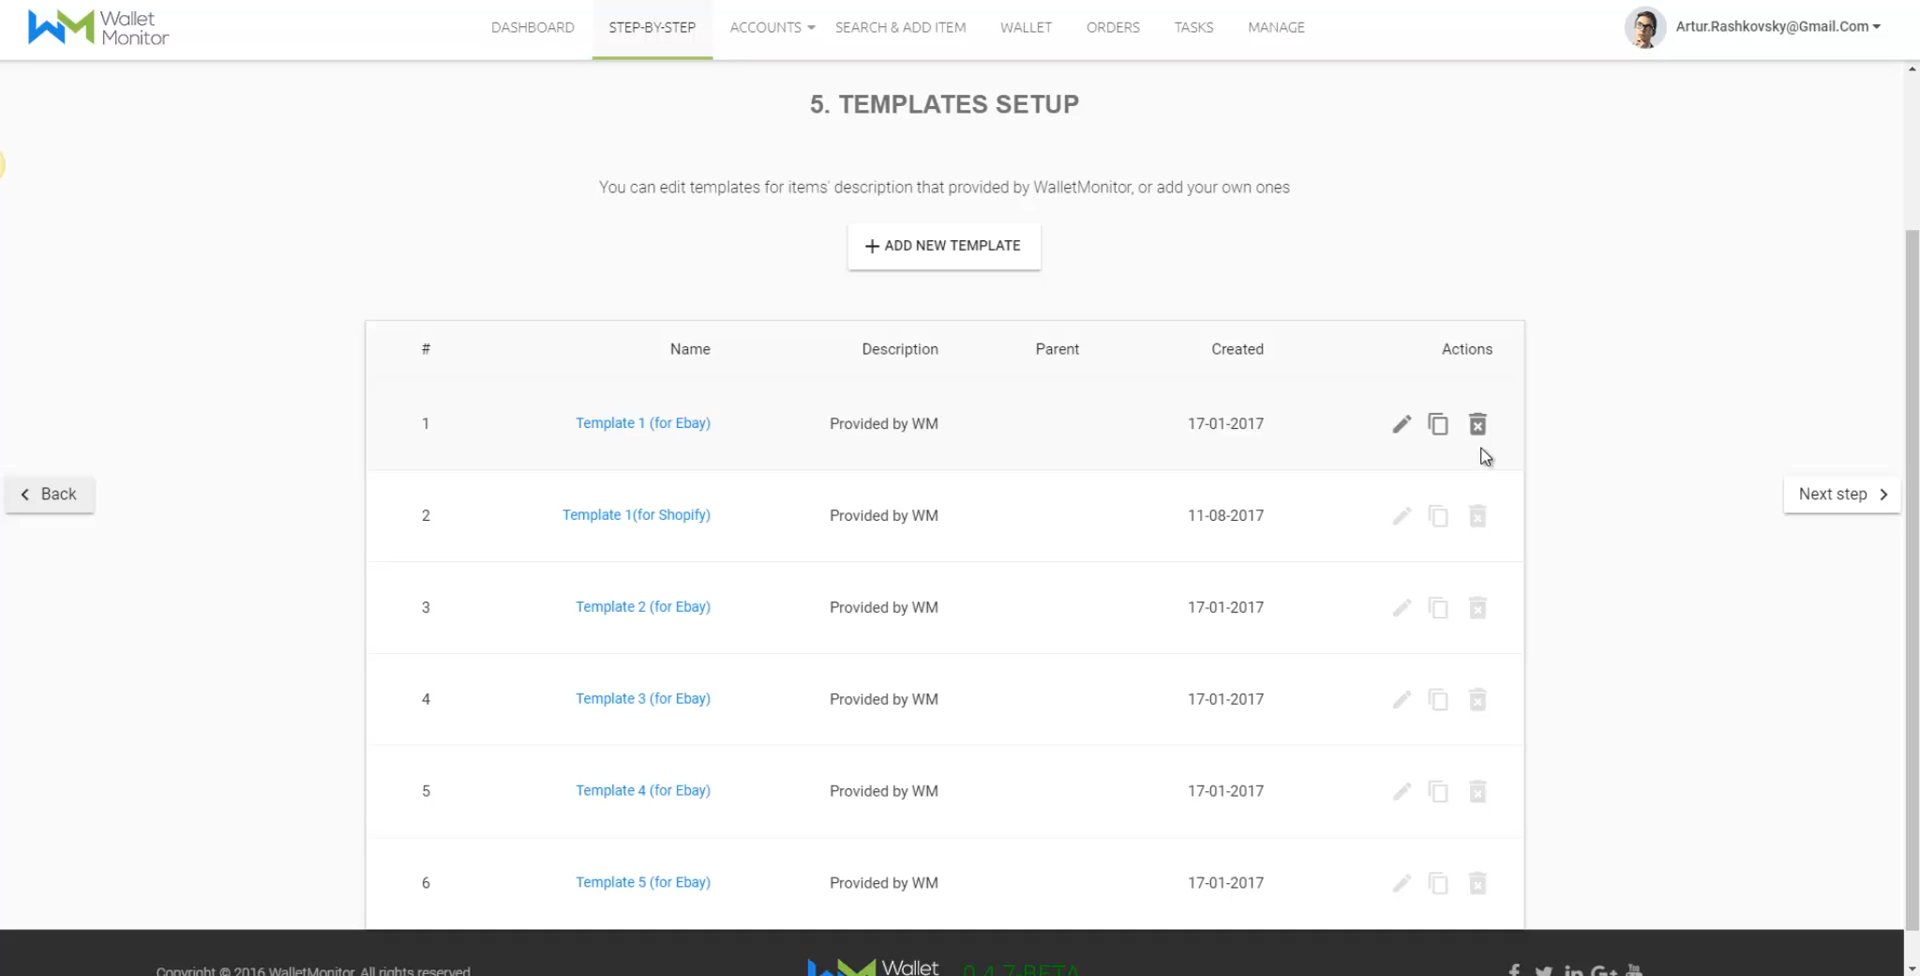 Wallet Monitor
DASHBOARD STEP-BY-STEP ACCOUNTS SEARCH & ADD ITEM WALLET ORDERS TASKS MANAGE Artur.Rashkovsky@Gmail.Com
5. TEMPLATES SETUP
You can edit templates for items' description that provided by WalletMonitor, or add your own ones
+ ADD NEW TEMPLATE
# Name Description Parent Created Actions
1 Template 1 (for Ebay) Provided by WM 17-01-2017
Back
Next step
2 Template 1(for Shopify) Provided by WM 11-08-2017
3 Template 2 (for Ebay) Provided by WM 17-01-2017
4 Template 3 (for Ebay) Provided by WM 17-01-2017
5 Template 4 (for Ebay) Provided by WM 17-01-2017
6 Template 5 (for Ebay) Provided by WM 17-01-2017
Copyright © 2016 WalletMonitor. All rights reserved Wallet 0.4.7-BETA